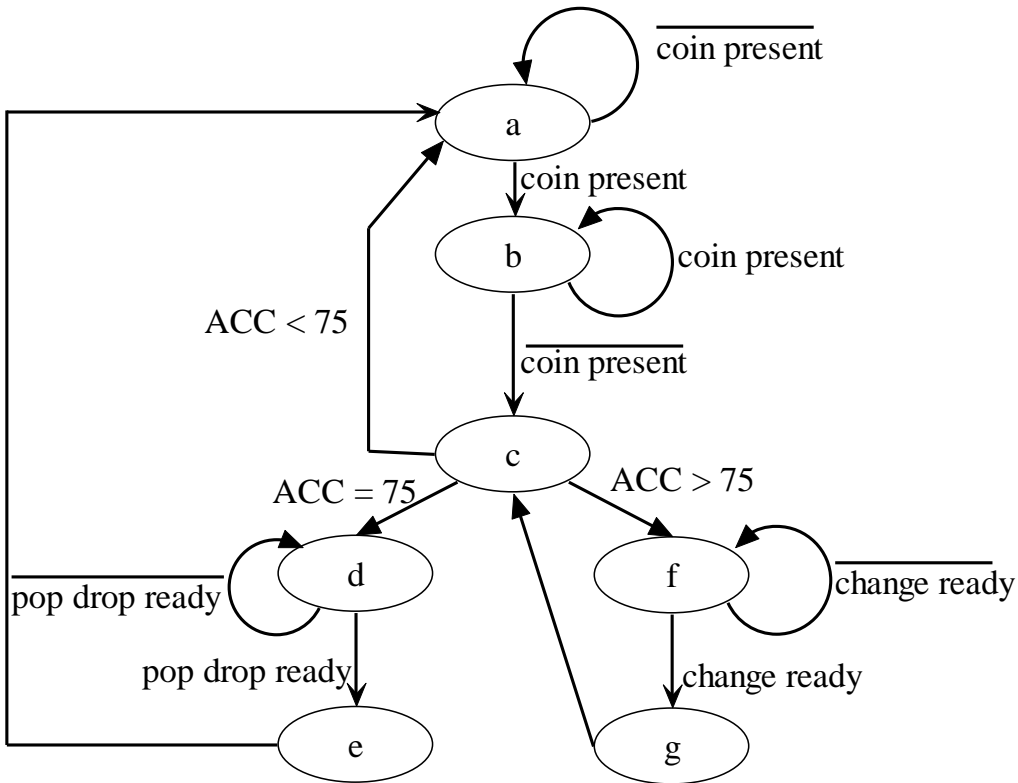 coin present
a
coin present
b
coin present
ACC < 75
coin present
c
ACC = 75
ACC > 75
d
f
pop drop ready
change ready
pop drop ready
change ready
e
g